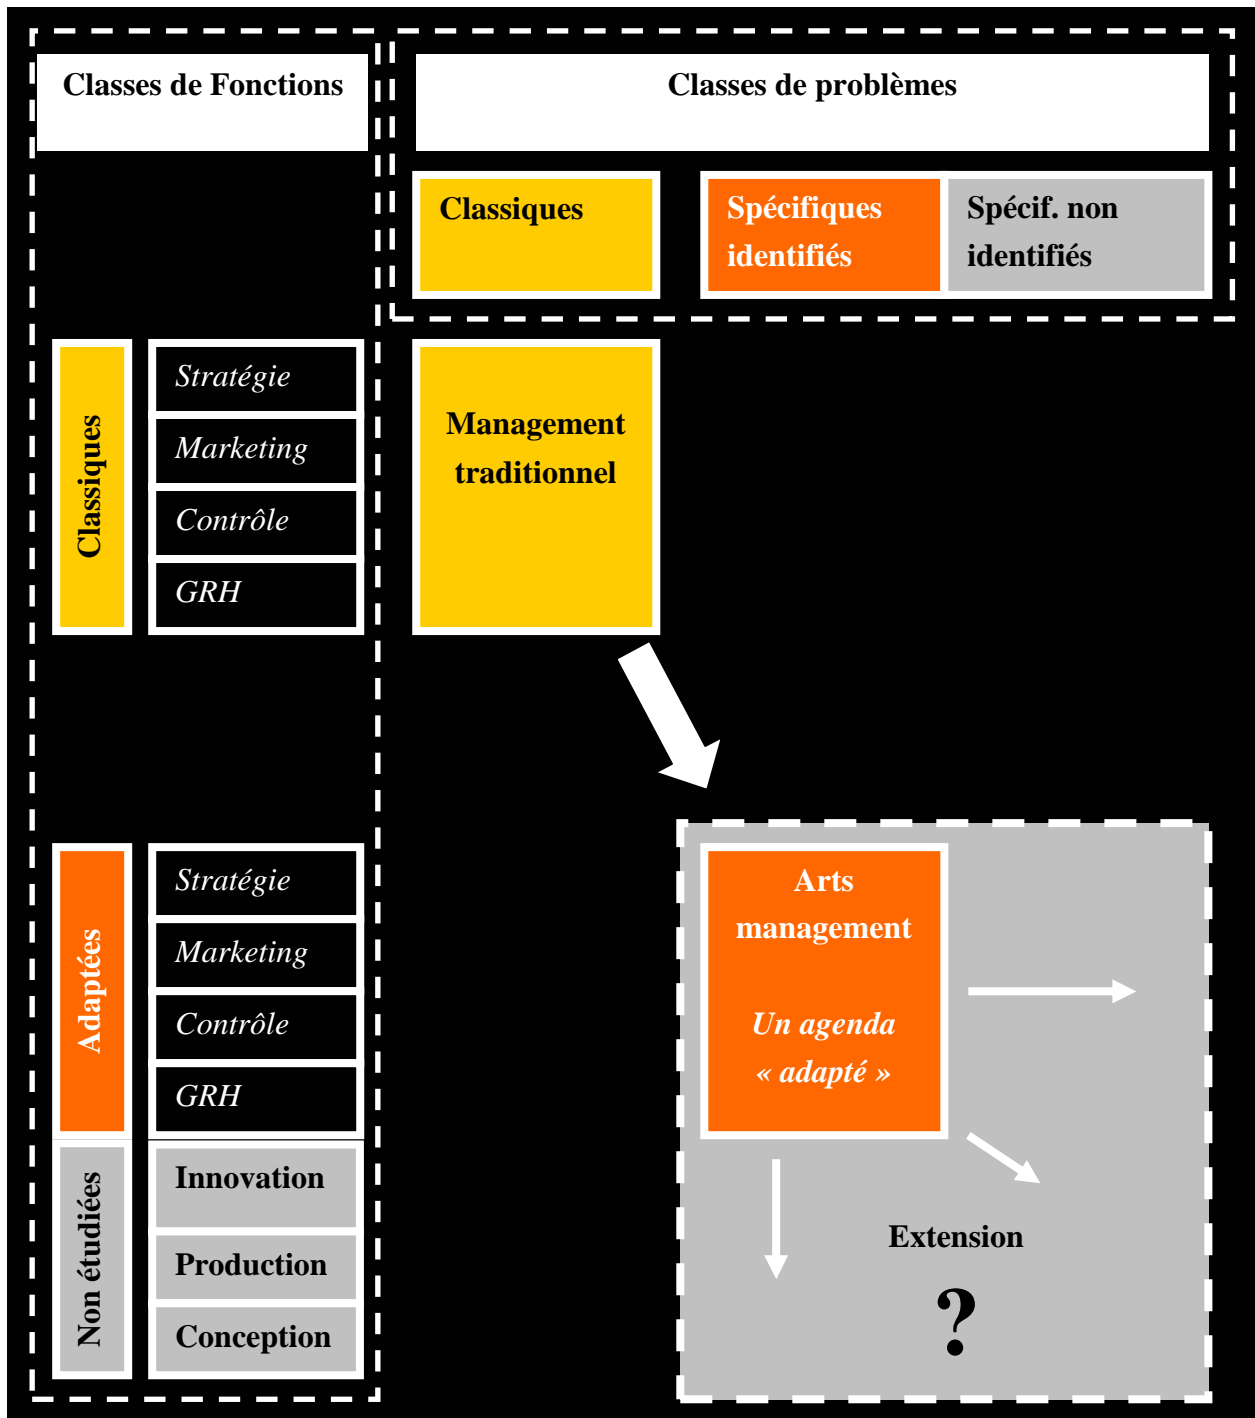 Classes de Fonctions
Classes de problèmes
Classiques
Spécifiques
identifiés
Spécif. non
identifiés
Classiques
Stratégie
Marketing
Contrôle
GRH
Management
traditionnel
Adaptées
Stratégie
Marketing
Contrôle
GRH
Arts
management
Un agenda
« adapté »
Non étudiées
Innovation
Production
Conception
Extension
?